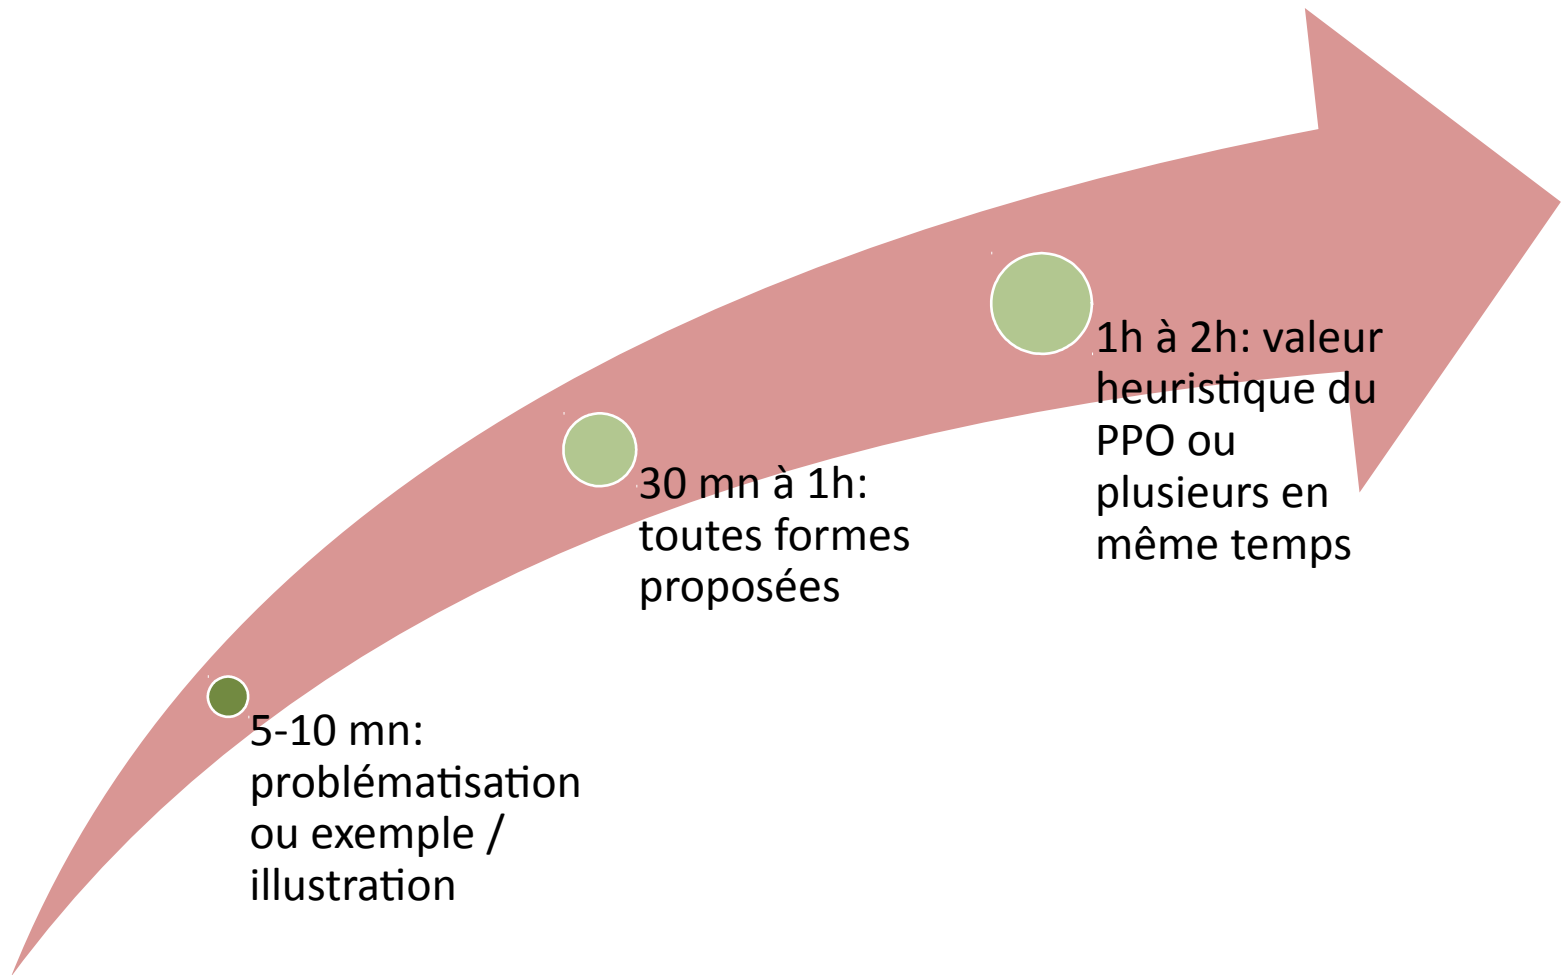 5-10 mn:
problématisation
ou exemple /
illustration
30 mn à 1h:
toutes formes
proposées
1h à 2h: valeur
heuristique du
PPO ou
plusieurs en
même temps